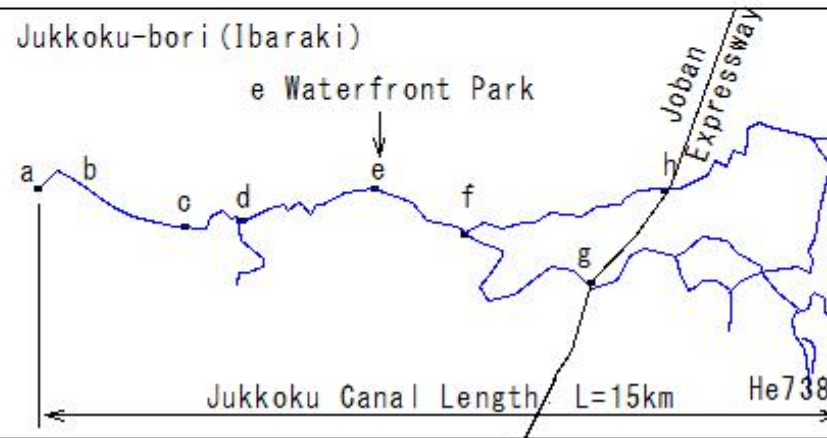 Jukkoku-bori(Ibaraki)
e Waterfront Park
Joban
Expressway
a
b
c
d
e
f
g
h
Jukkoku Canal Length L=15km
He738